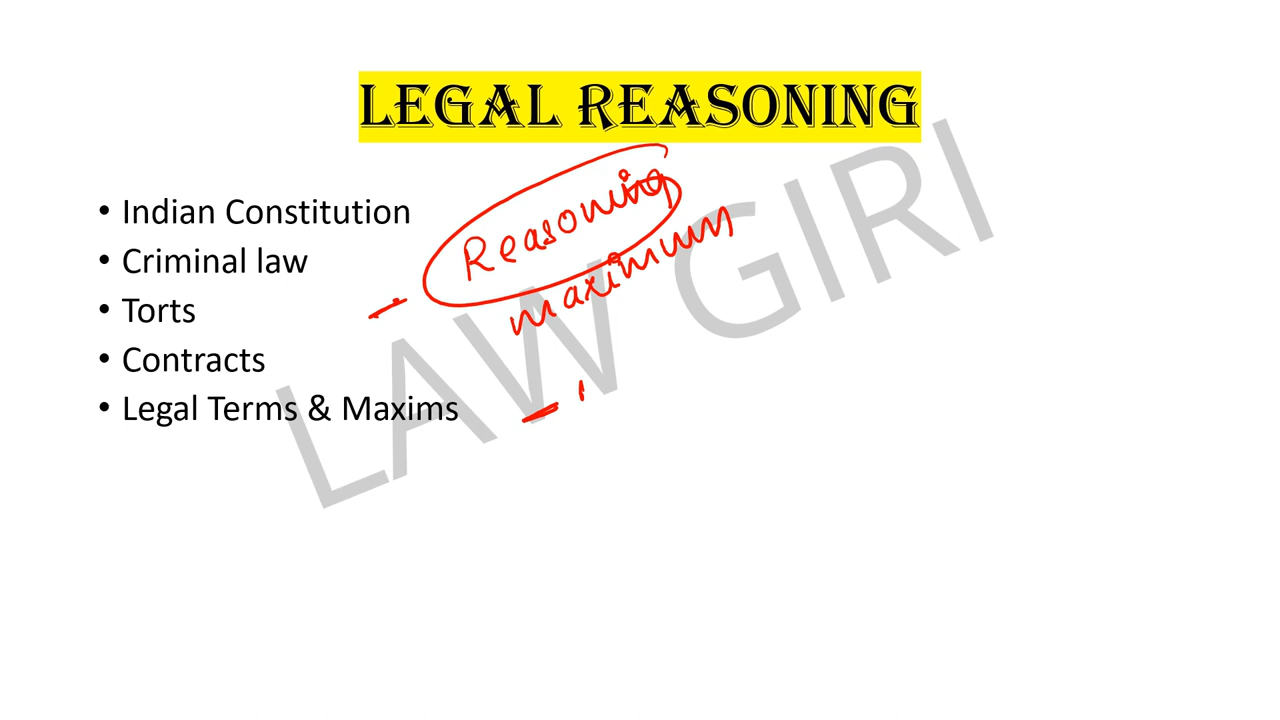 LEGAL REASONING
• Indian Constitution
• Criminal law
• Torts
• Contracts
• Legal Terms & Maxims
Reasoning
maximum
LAW GIRI